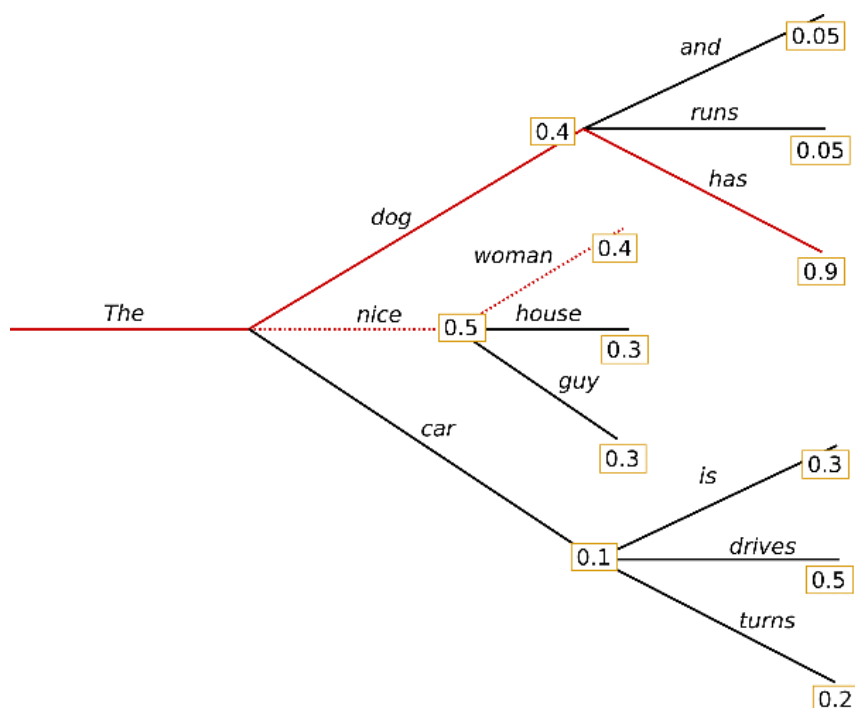 The
dog
0.4
and
0.05
runs
0.05
has
0.9
nice
0.5
woman
0.4
house
0.3
guy
0.3
car
0.1
is
0.3
drives
0.5
turns
0.2